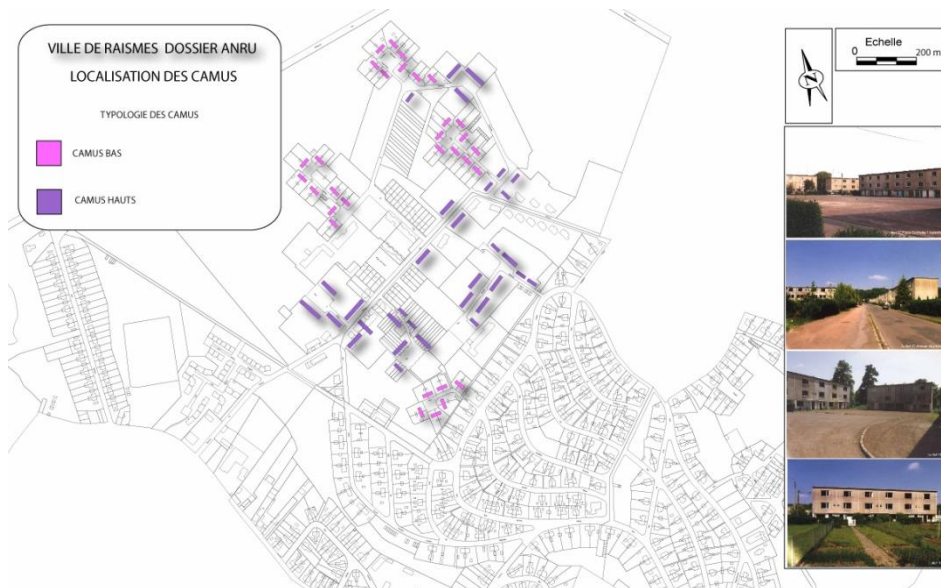 VILLE DE RAISMES DOSSIER ANRU
LOCALISATION DES CAMUS
TYPOLOGIE DES CAMUS
CAMUS BAS
CAMUS HAUTS
N
Echelle
0 200 m